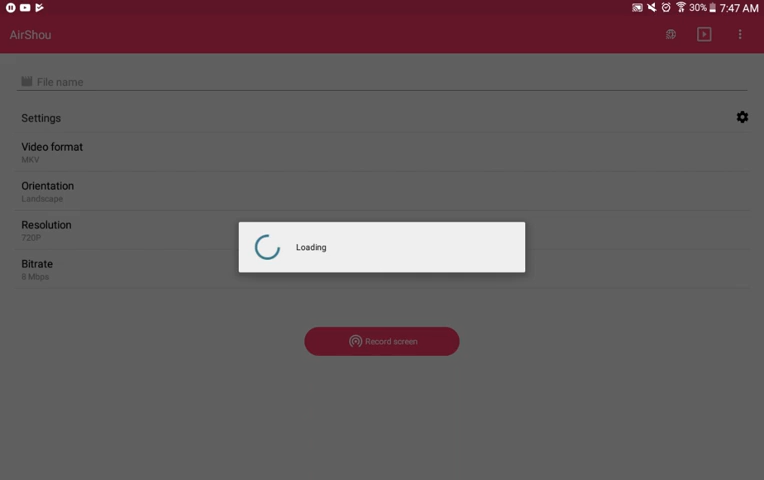 30% 7:47 AM
AirShou
File name
Settings
Video format
MKV
Orientation
Landscape
Resolution
720P
Bitrate
8 Mbps
Loading
Record screen